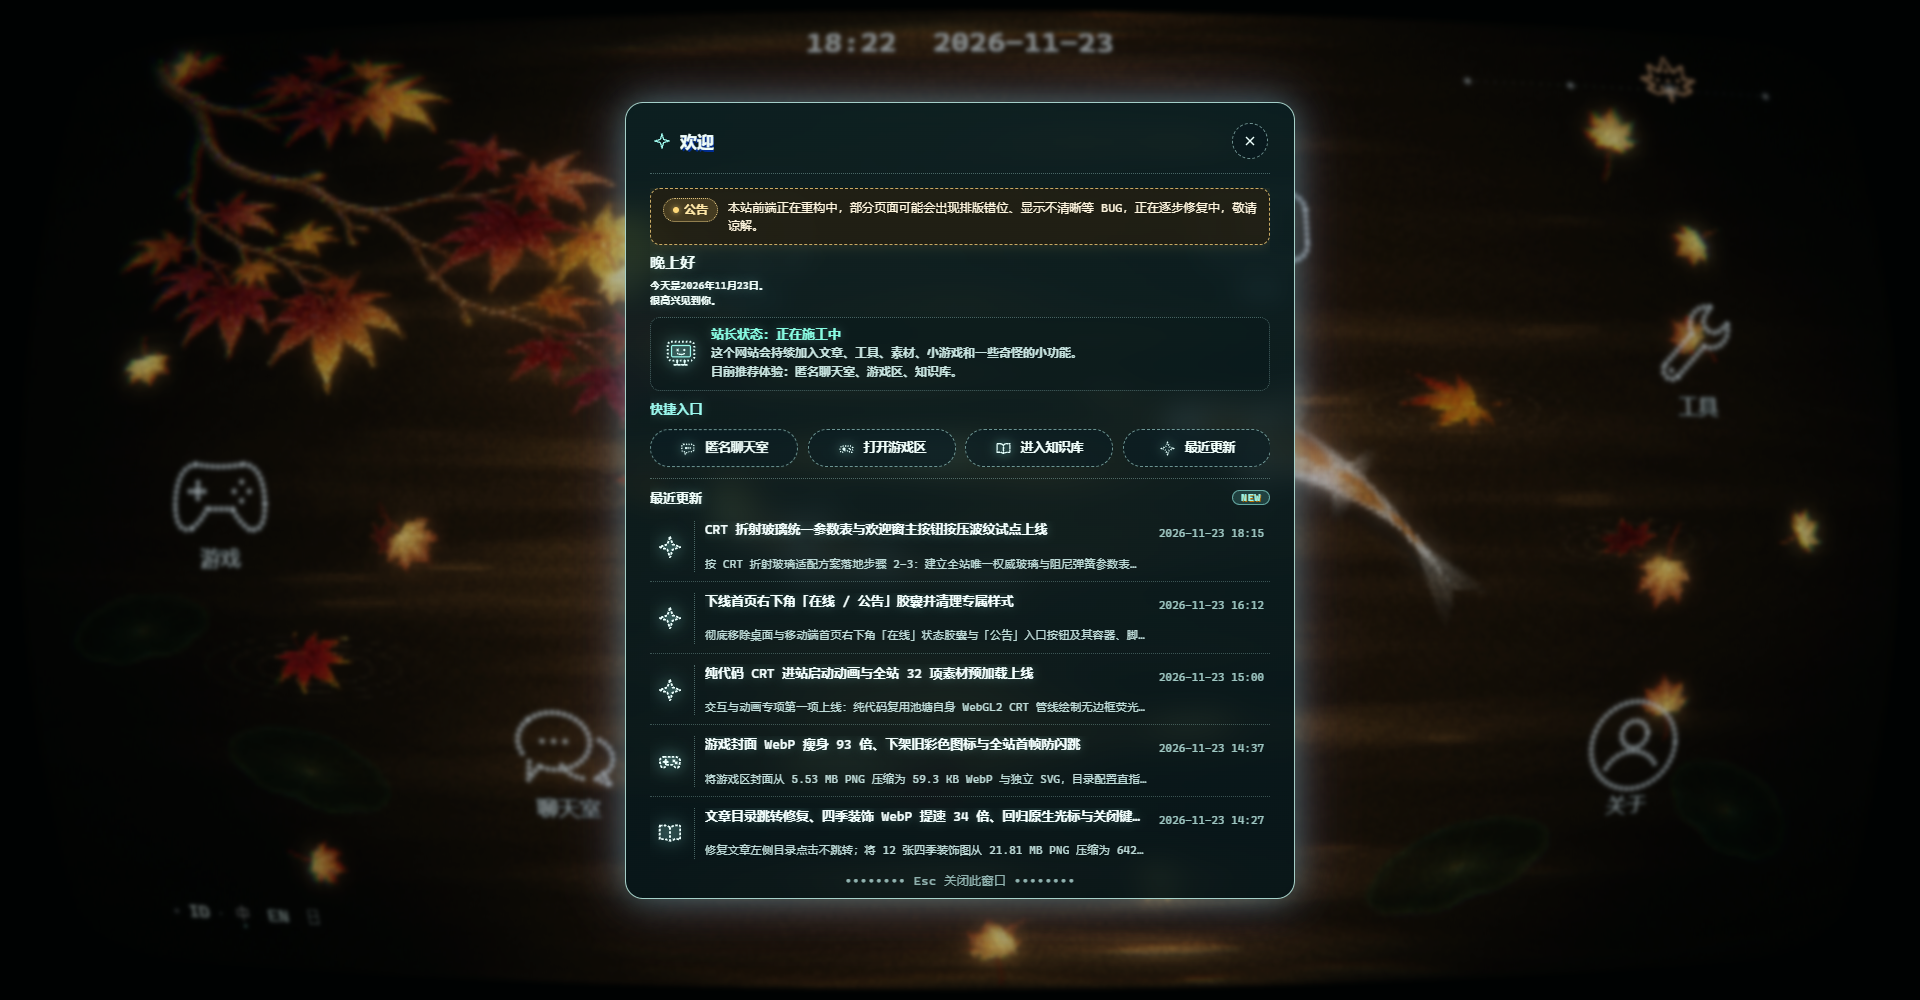 18:22 2026-11-23
欢迎
公告
本站前端正在重构中，部分页面可能会出现排版错位、显示不清晰等 BUG，正在逐步修复中，敬请
谅解。
晚上好
今天是2026年11月23日。
很高兴见到你。
站长状态：正在施工中
这个网站会持续加入文章、工具、素材、小游戏和一些奇怪的小功能。
目前推荐体验：匿名聊天室、游戏区、知识库。
快捷入口
匿名聊天室 打开游戏区 进入知识库 最近更新
最近更新 NEW
CRT 折射玻璃统一参数表与欢迎窗主按钮按压波纹试点上线 2026-11-23 18:15
按 CRT 折射玻璃适配方案落地步骤 2-3：建立全站唯一权威玻璃与阻尼弹簧参数表…
下线首页右下角「在线 / 公告」胶囊并清理专属样式 2026-11-23 16:12
彻底移除桌面与移动端首页右下角「在线」状态胶囊与「公告」入口按钮及其容器、脚…
纯代码 CRT 进站启动动画与全站 32 项素材预加载上线 2026-11-23 15:00
交互与动画专项第一项上线：纯代码复用池塘自身 WebGL2 CRT 管线绘制无边框荧光…
游戏封面 WebP 瘦身 93 倍、下架旧彩色图标与全站首帧防闪跳 2026-11-23 14:37
将游戏区封面从 5.53 MB PNG 压缩为 59.3 KB WebP 与独立 SVG，目录配置直指…
文章目录跳转修复、四季装饰 WebP 提速 34 倍、回归原生光标与关闭键… 2026-11-23 14:27
修复文章左侧目录点击不跳转；将 12 张四季装饰图从 21.81 MB PNG 压缩为 642…
•••••••• Esc 关闭此窗口 ••••••••
工具
游戏
聊天室
关于
· ID · 中 EN 日